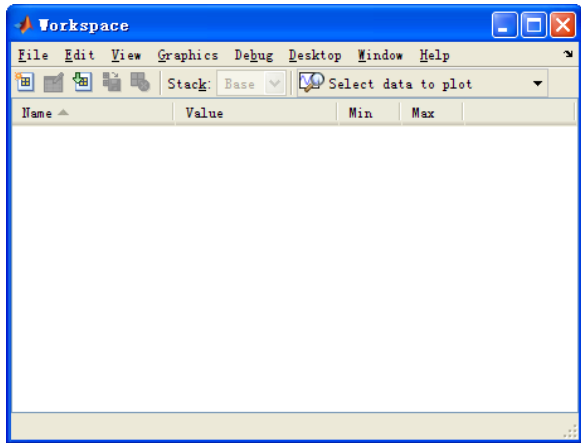 Workspace
File Edit View Graphics Debug Desktop Window Help
Stack: Base Select data to plot
Name Value Min Max